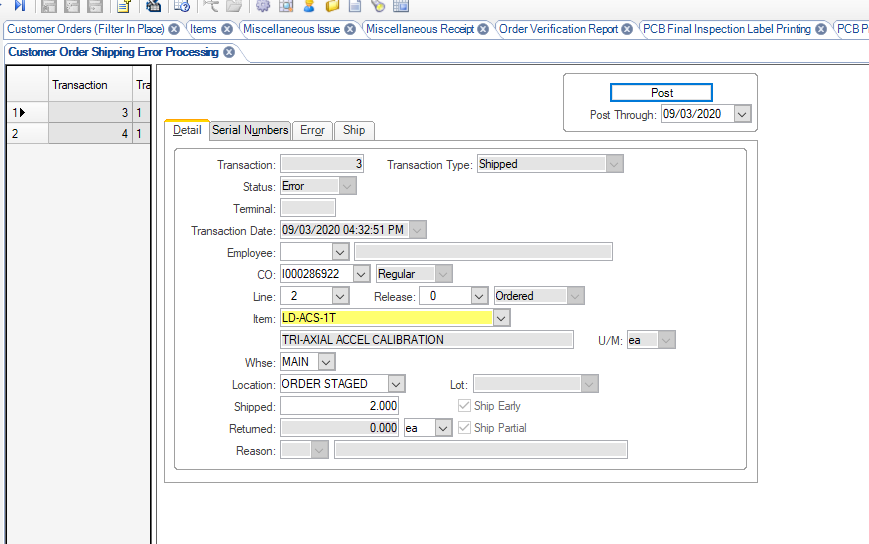 Customer Orders (Filter In Place) Items Miscellaneous Issue Miscellaneous Receipt Order Verification Report PCB Final Inspection Label Printing PCB P
Customer Order Shipping Error Processing
Transaction Tra
1 3 1
2 4 1
Post
Post Through: 09/03/2020
Detail Serial Numbers Error Ship
Transaction: 3 Transaction Type: Shipped
Status: Error
Terminal:
Transaction Date: 09/03/2020 04:32:51 PM
Employee:
CO: I000286922 Regular
Line: 2 Release: 0 Ordered
Item: LD-ACS-1T
TRI-AXIAL ACCEL CALIBRATION U/M: ea
Whse: MAIN
Location: ORDER STAGED Lot:
Shipped: 2.000 Ship Early
Returned: 0.000 ea Ship Partial
Reason: